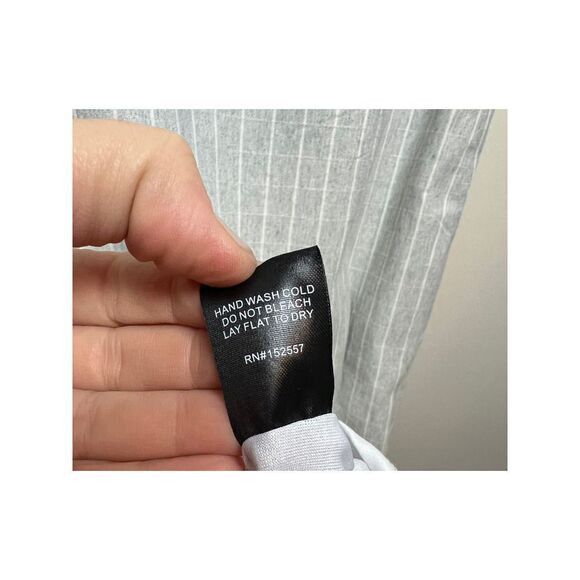 HAND WASH COLD
DO NOT BLEACH
LAY FLAT TO DRY
RN#152557